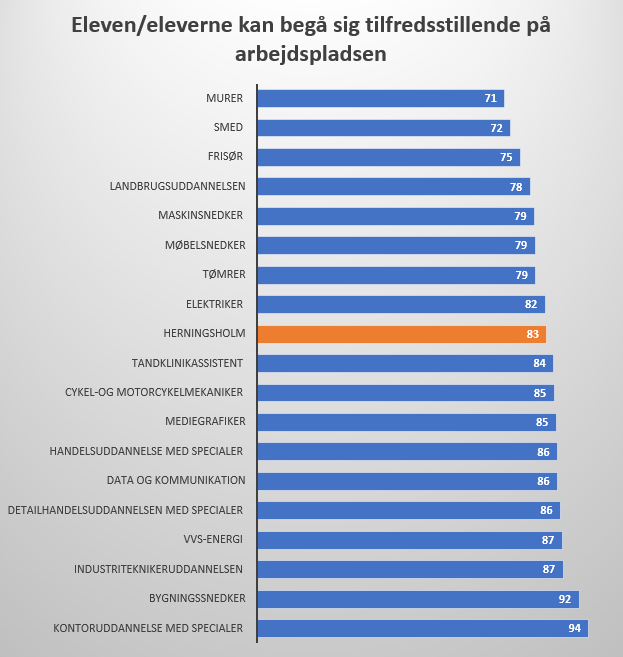 Eleven/eleverne kan begå sig tilfredsstillende på
arbejdspladsen
MURER 71
SMED 72
FRISØR 75
LANDBRUGSUDDANNELSEN 78
MASKINSNEDKER 79
MØBELSNEDKER 79
TØMRER 79
ELEKTRIKER 82
HERNINGSHOLM 83
TANDKLINIKASSISTENT 84
CYKEL-OG MOTORCYKELMEKANIKER 85
MEDIEGRAFIKER 85
HANDELSUDDANNELSE MED SPECIALER 86
DATA OG KOMMUNIKATION 86
DETAILHANDELSUDDANNELSEN MED SPECIALER 86
VVS-ENERGI 87
INDUSTRITEKNIKERUDDANNELSEN 87
BYGNINGSSNEDKER 92
KONTORUDDANNELSE MED SPECIALER 94